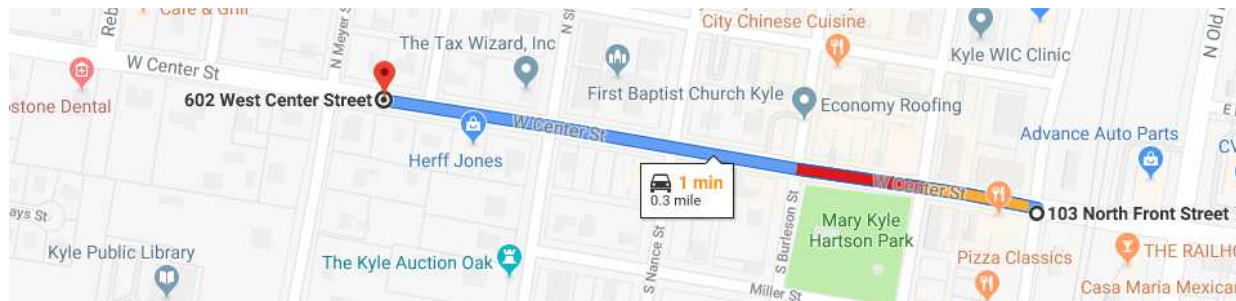 Cafe & Grill
City Chinese Cuisine
N Meyer St
The Tax Wizard, Inc
Kyle WIC Clinic
W Center St
602 West Center Street
First Baptist Church Kyle
Economy Roofing
Dental
W Center St
Herff Jones
Advance Auto Parts
1 min
0.3 mile
W Center St
103 North Front Street
Mary Kyle
Hartson Park
S Burleson St
S Nance St
Kyle Public Library
The Kyle Auction Oak
Pizza Classics
Miller St
Casa Maria Mexican